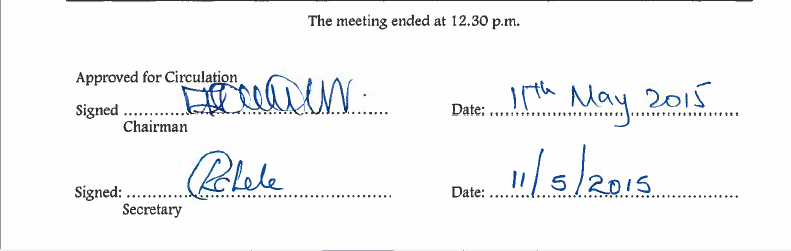 The meeting ended at 12.30 p.m.
Approved for Circulation
Signed ........................................ Date: 11th May 2015
Chairman
Signed: ........................................ Date: 11/5/2015
Secretary